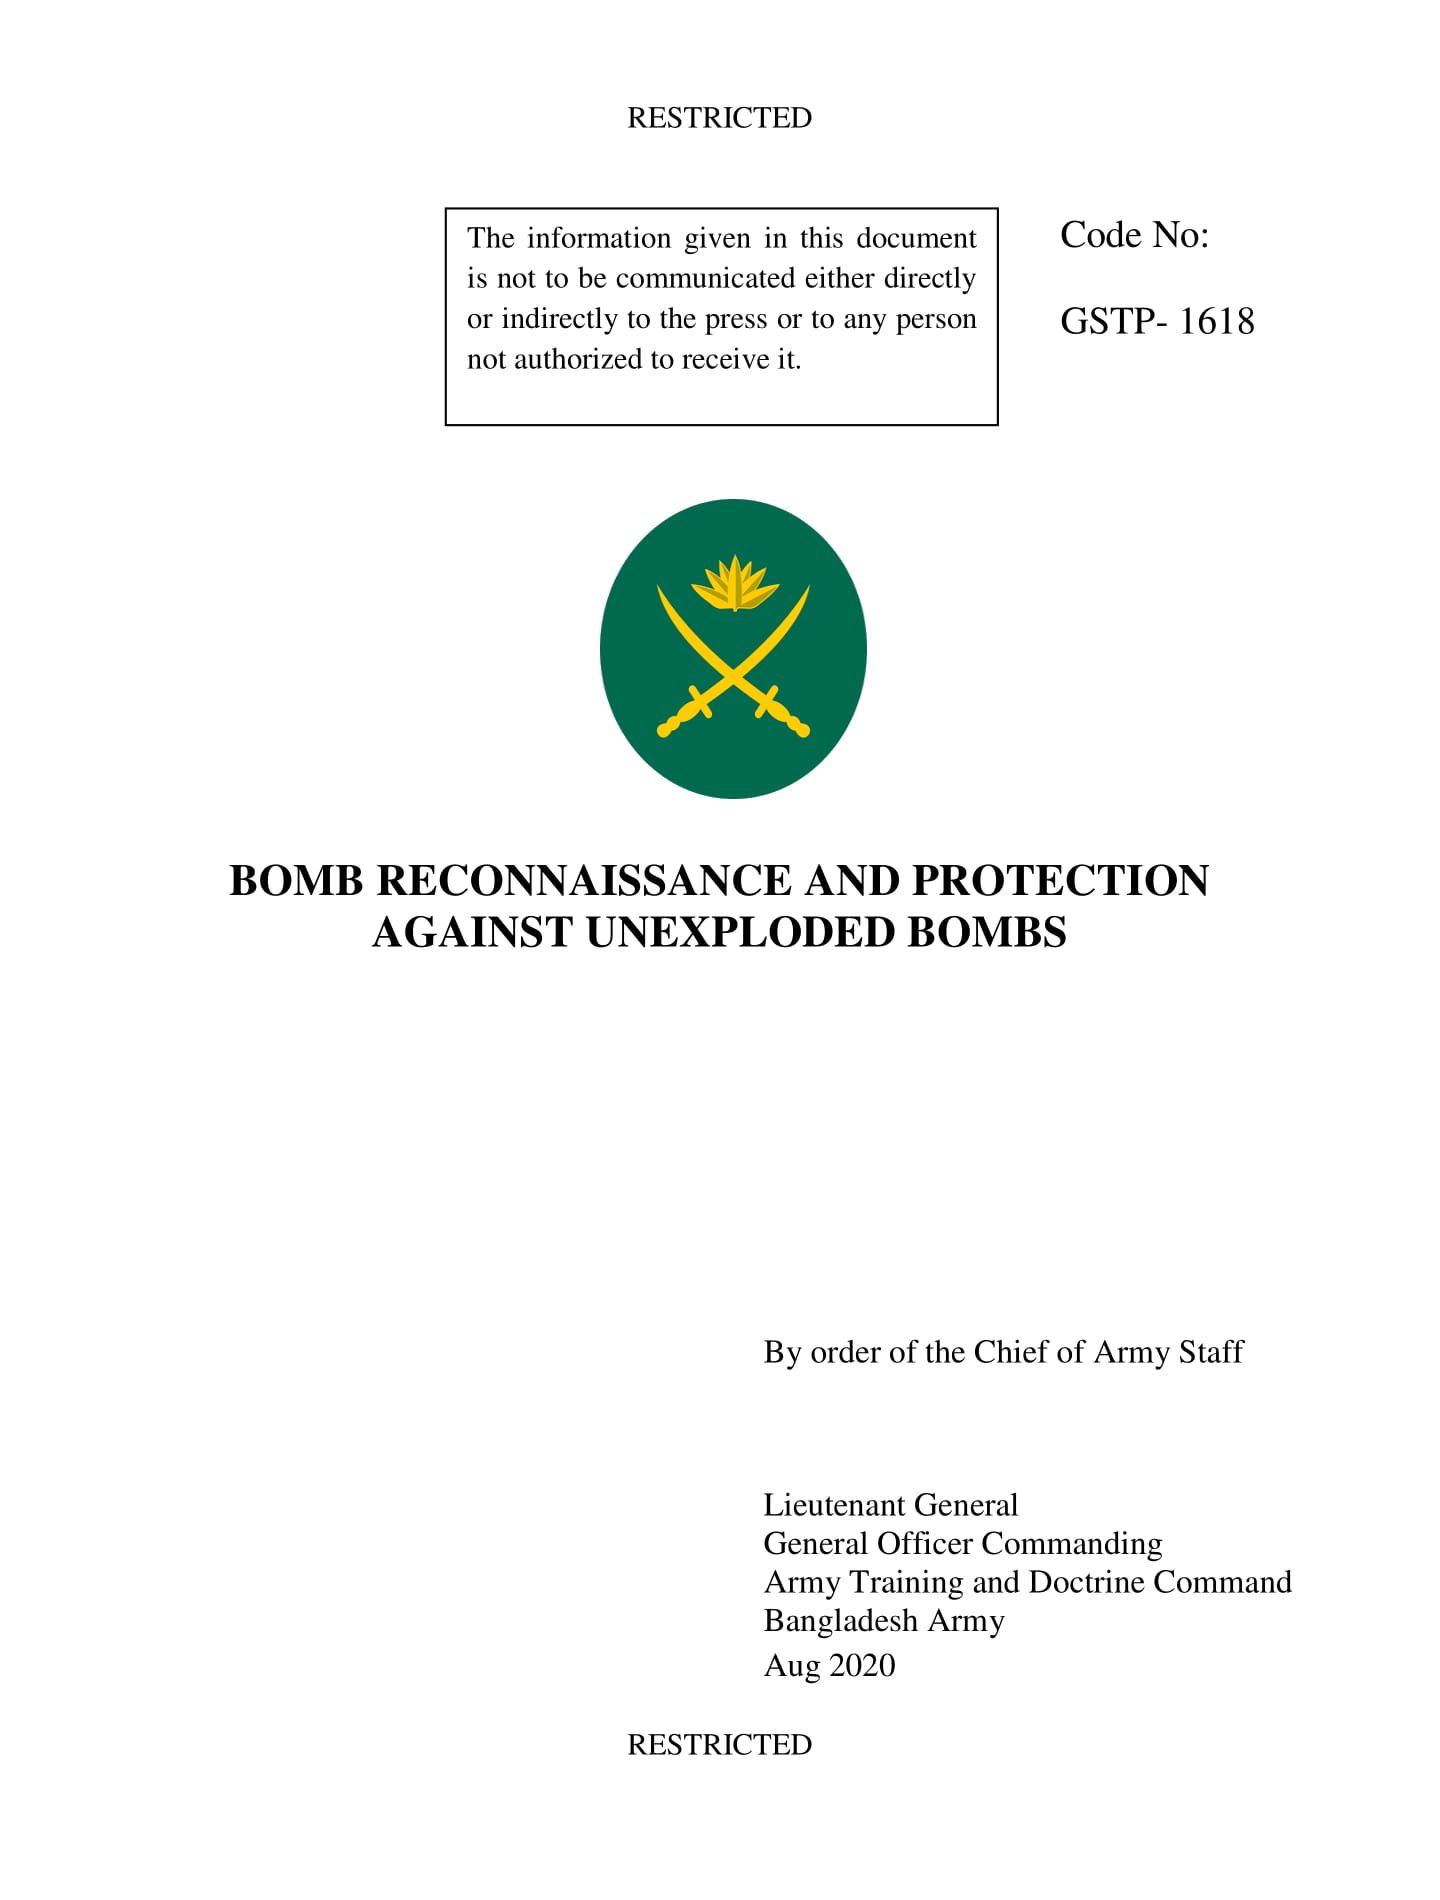 RESTRICTED
The information given in this document
is not to be communicated either directly
or indirectly to the press or to any person
not authorized to receive it.
Code No:
GSTP- 1618
BOMB RECONNAISSANCE AND PROTECTION
AGAINST UNEXPLODED BOMBS
By order of the Chief of Army Staff
Lieutenant General
General Officer Commanding
Army Training and Doctrine Command
Bangladesh Army
Aug 2020
RESTRICTED